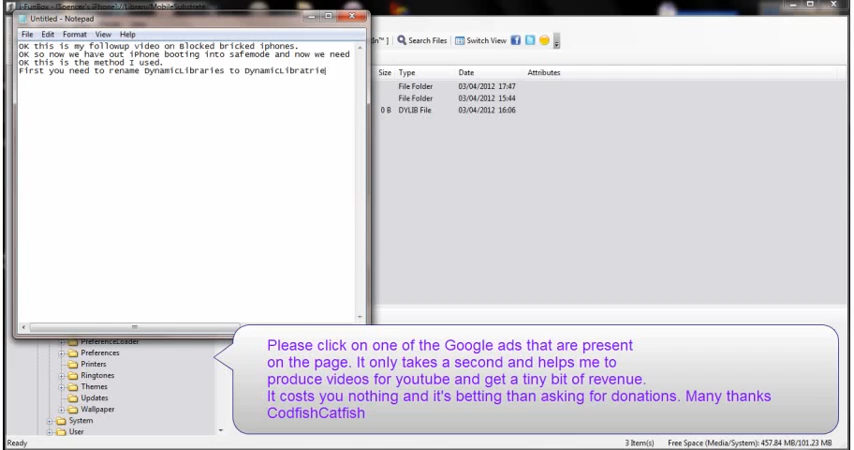 Untitled - Notepad
File Edit Format View Help
OK this is my followup video on Blocked bricked iphones.
OK so now we have out iPhone booting into safemode and now we need
OK this is the method I used.
First you need to rename DynamicLibraries to DynamicLibratrie
Search Files Switch View
Size Type Date Attributes
File Folder 03/04/2012 17:47
File Folder 03/04/2012 15:44
0 B DYLIB File 03/04/2012 16:06
PreferenceLoader
Preferences
Printers
Ringtones
Themes
Updates
Wallpaper
System
User
Please click on one of the Google ads that are present
on the page. It only takes a second and helps me to
produce videos for youtube and get a tiny bit of revenue.
It costs you nothing and it's betting than asking for donations. Many thanks
CodfishCatfish
Ready 3 Item(s) Free Space (Media/System): 457.84 MB/101.23 MB